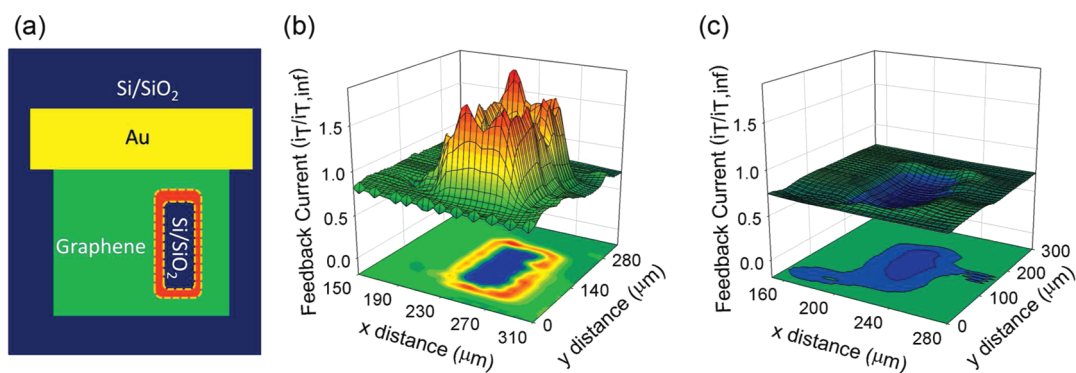 (a)
Si/SiO2
Au
Graphene
Si/SiO2
(b)
Feedback Current (iT/iT,inf)
1.5
1.0
0.5
0.0
150
190
230
270
310
x distance (μm)
0
140
280
y distance (μm)
(c)
Feedback Current (iT/iT,inf)
1.5
1.0
0.5
0.0
160
200
240
280
x distance (μm)
0
100
200
300
y distance (μm)